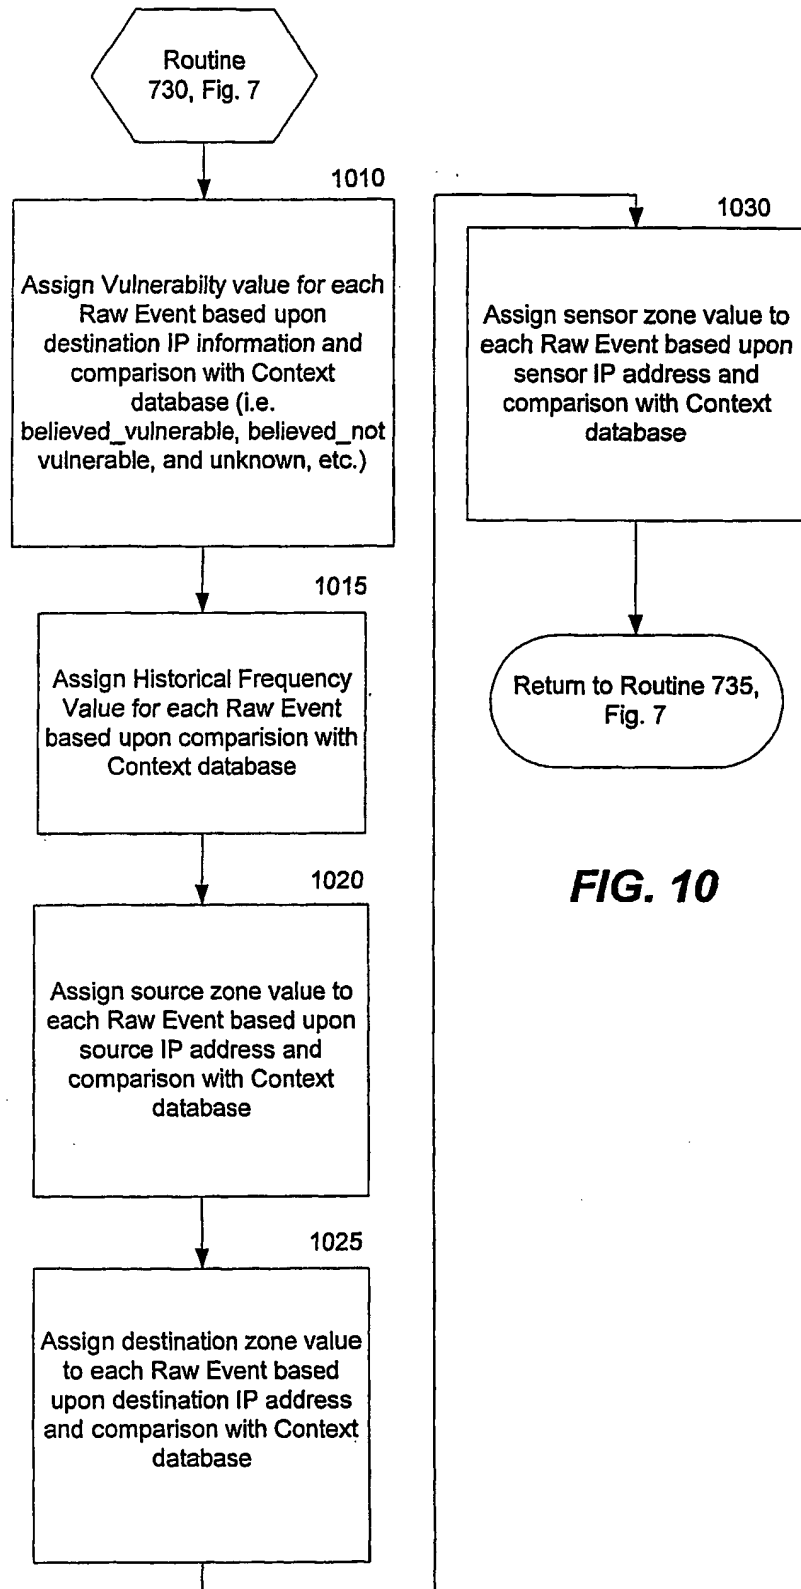 Routine
730, Fig. 7
1010
Assign Vulnerabilty value for each
Raw Event based upon
destination IP information and
comparison with Context
database (i.e.
believed_vulnerable, believed_not
vulnerable, and unknown, etc.)
1015
Assign Historical Frequency
Value for each Raw Event
based upon comparision with
Context database
1020
Assign source zone value to
each Raw Event based upon
source IP address and
comparison with Context
database
1025
Assign destination zone value
to each Raw Event based
upon destination IP address
and comparison with Context
database
1030
Assign sensor zone value to
each Raw Event based upon
sensor IP address and
comparison with Context
database
Return to Routine 735,
Fig. 7
FIG. 10